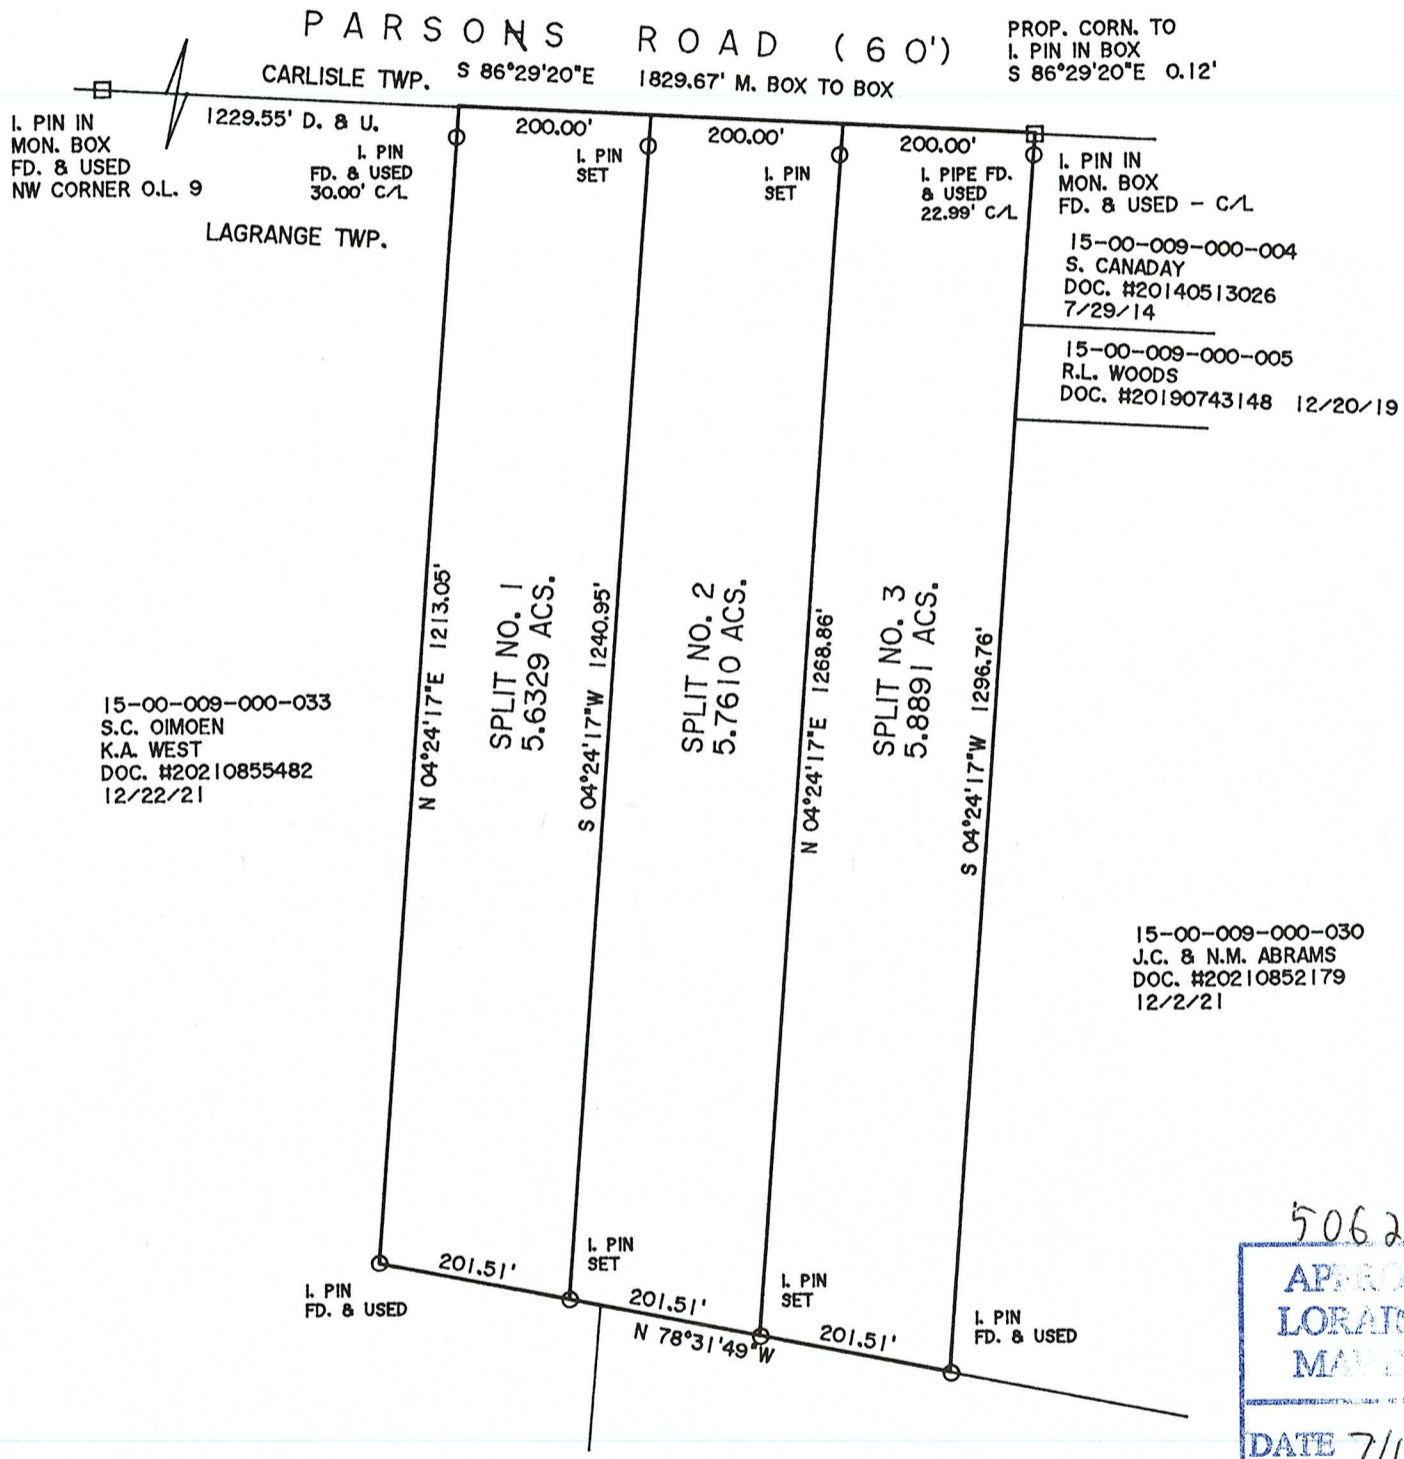 PARSONS ROAD (60')
PROP. CORN. TO
I. PIN IN BOX
S 86°29'20"E 0.12'
CARLISLE TWP. S 86°29'20"E 1829.67' M. BOX TO BOX
I. PIN IN
MON. BOX
FD. & USED
NW CORNER O.L. 9
1229.55' D. & U.
I. PIN
FD. & USED
30.00' C/L
200.00'
I. PIN
SET
200.00'
I. PIN
SET
200.00'
I. PIPE FD.
& USED
22.99' C/L
I. PIN IN
MON. BOX
FD. & USED - C/L
LAGRANGE TWP.
15-00-009-000-004
S. CANADAY
DOC. #20140513026
7/29/14
15-00-009-000-005
R.L. WOODS
DOC. #20190743148 12/20/19
N 04°24'17"E 1213.05'
SPLIT NO. 1
5.6329 ACS.
S 04°24'17"W 1240.95'
SPLIT NO. 2
5.7610 ACS.
N 04°24'17"E 1268.86'
SPLIT NO. 3
5.8891 ACS.
S 04°24'17"W 1296.76'
15-00-009-000-033
S.C. OIMOEN
K.A. WEST
DOC. #20210855482
12/22/21
15-00-009-000-030
J.C. & N.M. ABRAMS
DOC. #20210852179
12/2/21
I. PIN
FD. & USED
201.51'
I. PIN
SET
201.51'
N 78°31'49"W
I. PIN
SET
201.51'
I. PIN
FD. & USED
5062
DATE 7/1